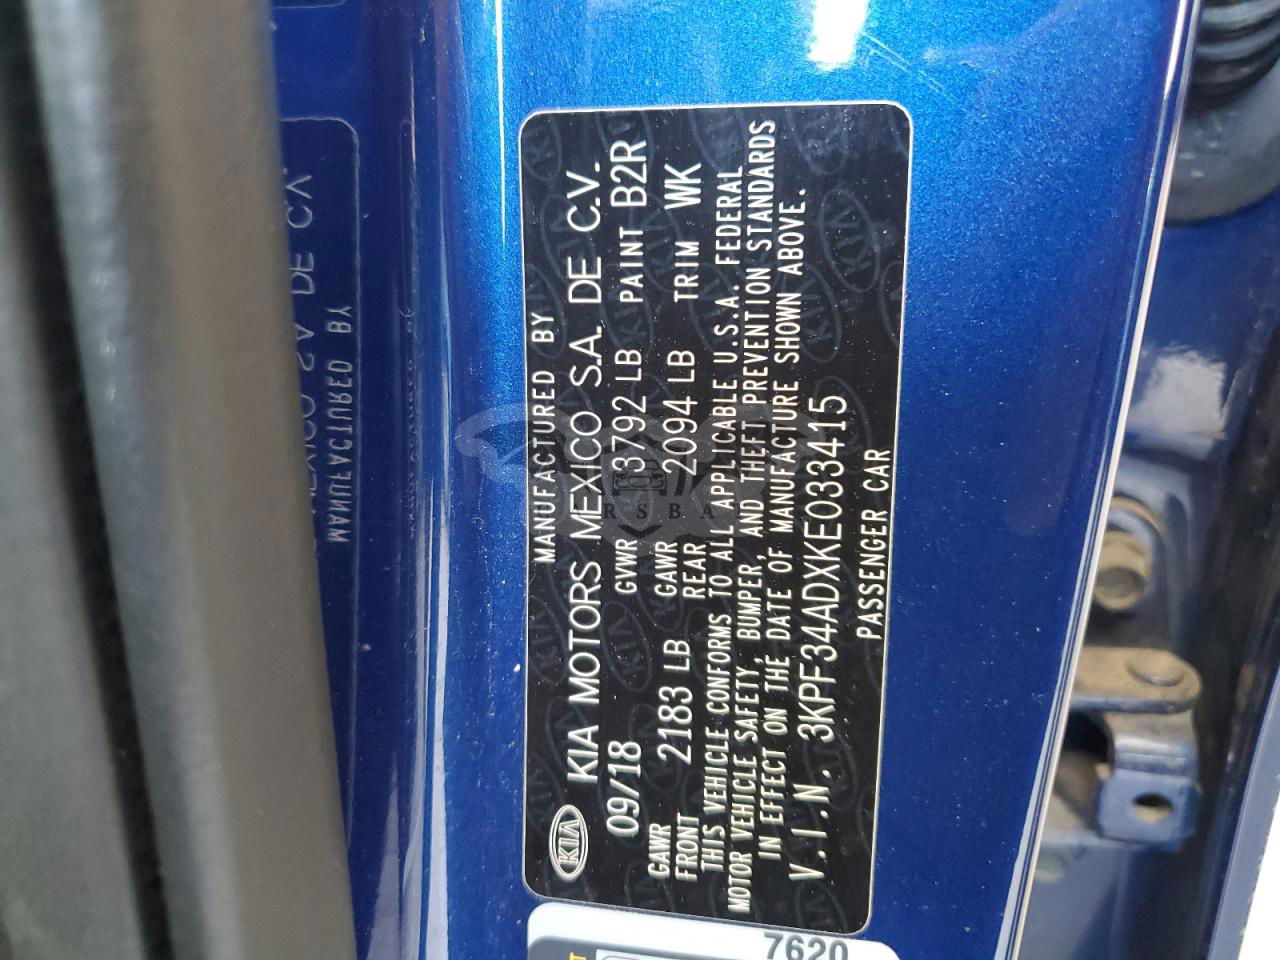 MANUFACTURED BY
KIA KIA MOTORS MEXICO S.A. DE C.V.
09/18 GVWR 3792 LB PAINT B2R
GAWR FRONT 2183 LB GAWR REAR 2094 LB TRIM WK
THIS VEHICLE CONFORMS TO ALL APPLICABLE U.S.A. FEDERAL
MOTOR VEHICLE SAFETY, BUMPER, AND THEFT PREVENTION STANDARDS
IN EFFECT ON THE DATE OF MANUFACTURE SHOWN ABOVE.
V.I.N. 3KPF34ADXKE033415
PASSENGER CAR
7620